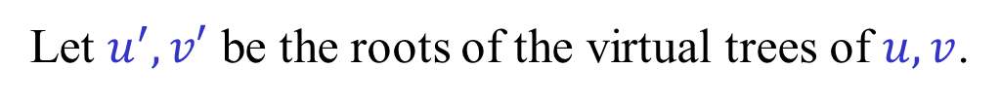 Let u′, v′ be the roots of the virtual trees of u, v.